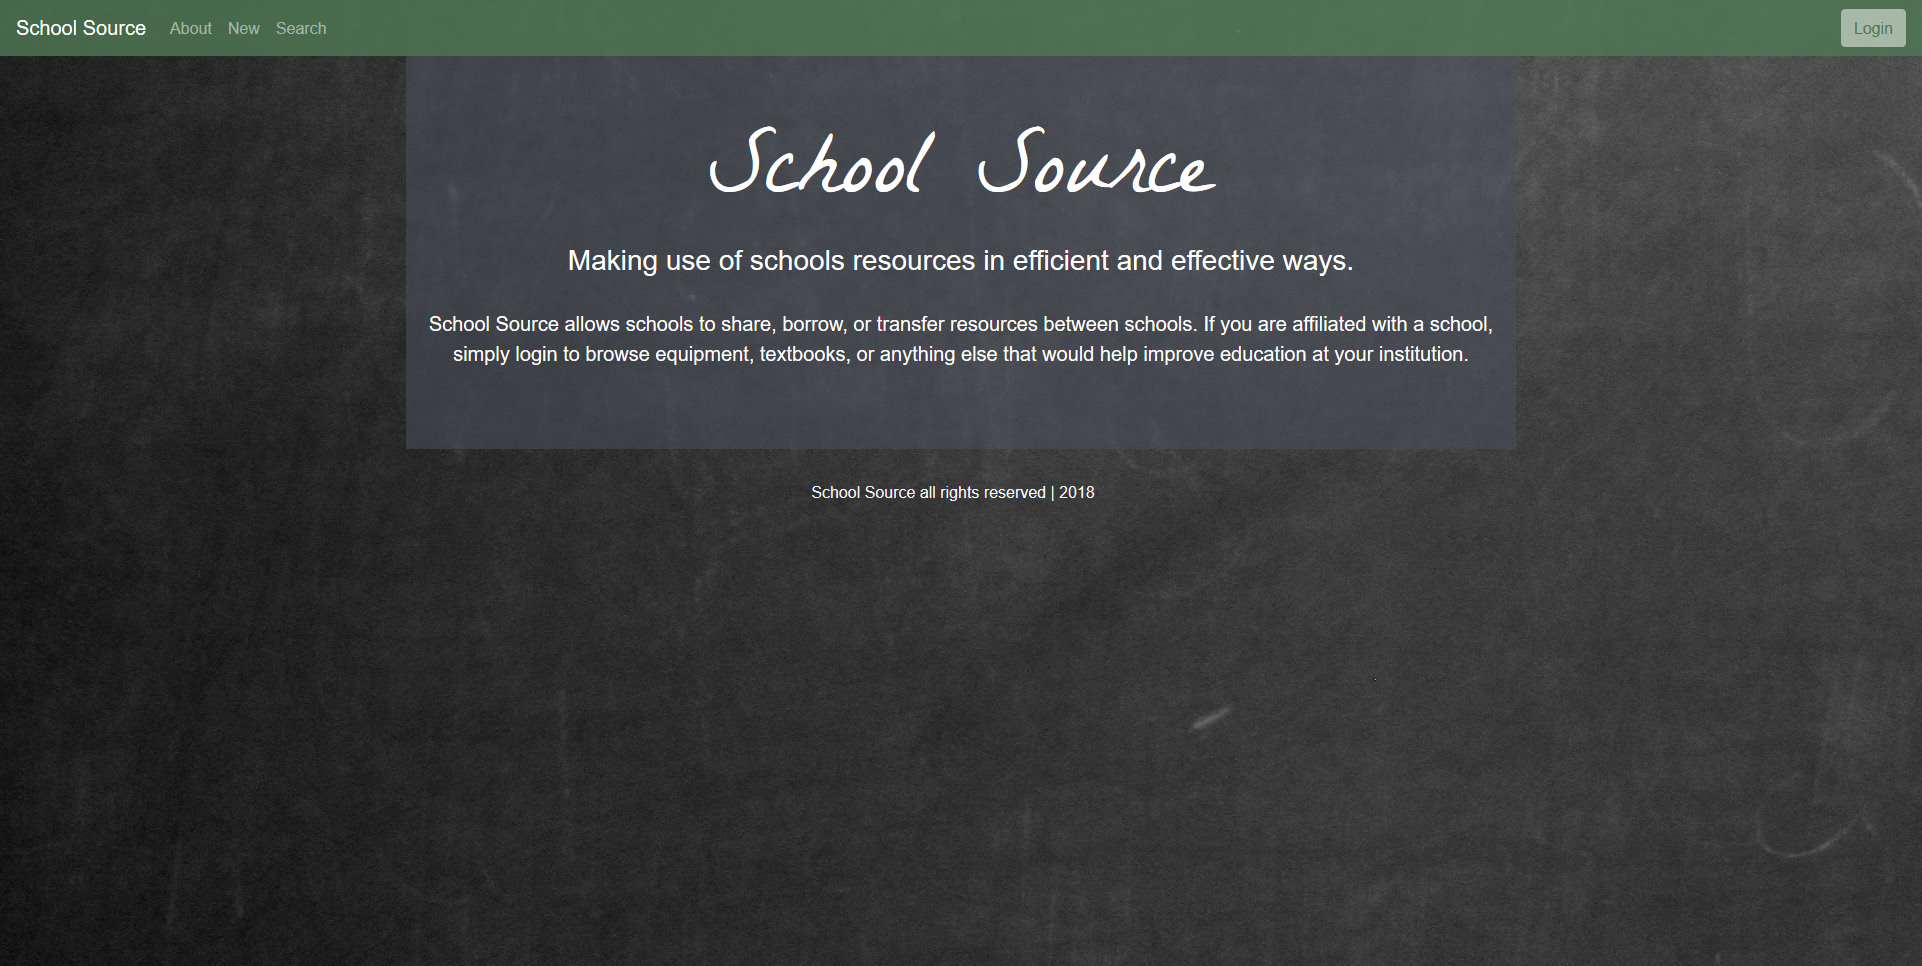 School Source About New Search Login
School Source
Making use of schools resources in efficient and effective ways.
School Source allows schools to share, borrow, or transfer resources between schools. If you are affiliated with a school,
simply login to browse equipment, textbooks, or anything else that would help improve education at your institution.
School Source all rights reserved | 2018